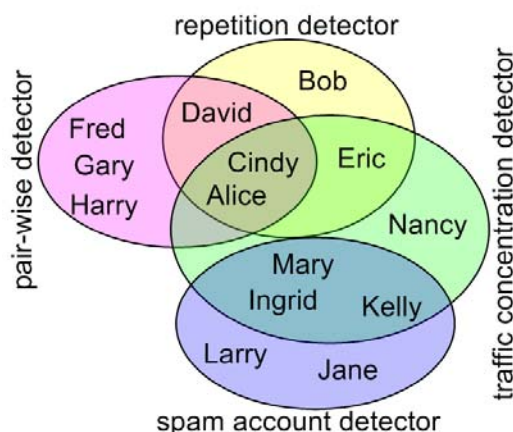 repetition detector
Bob
David
Fred
Gary
Harry
Cindy
Alice
Eric
Nancy
Mary
Ingrid
Kelly
Larry
Jane
pair-wise detector
traffic concentration detector
spam account detector